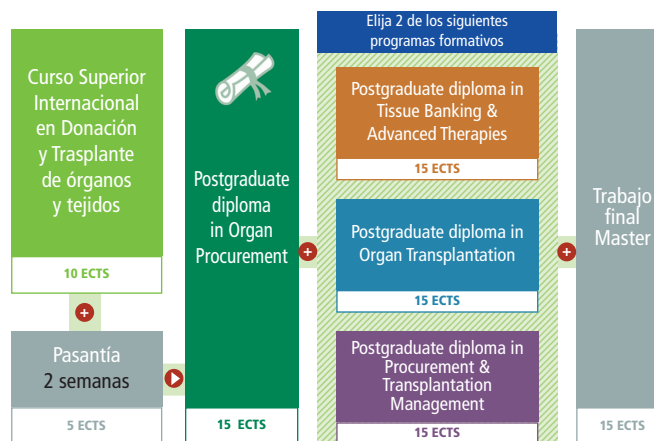 Curso Superior
Internacional
en Donación
y Trasplante
de órganos
y tejidos
10 ECTS
+
Pasantía
2 semanas
5 ECTS
Postgraduate
diploma
in Organ
Procurement
15 ECTS
+
Elija 2 de los siguientes
programas formativos
Postgraduate diploma in
Tissue Banking &
Advanced Therapies
15 ECTS
Postgraduate diploma in
Organ Transplantation
15 ECTS
Postgraduate diploma in
Procurement &
Transplantation
Management
15 ECTS
+
Trabajo
final
Master
15 ECTS